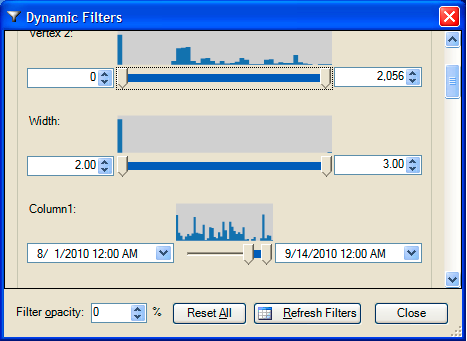 Dynamic Filters
Vertex 2:
0 2,056
Width:
2.00 3.00
Column1:
8/ 1/2010 12:00 AM 9/14/2010 12:00 AM
Filter opacity: 0 % Reset All Refresh Filters Close